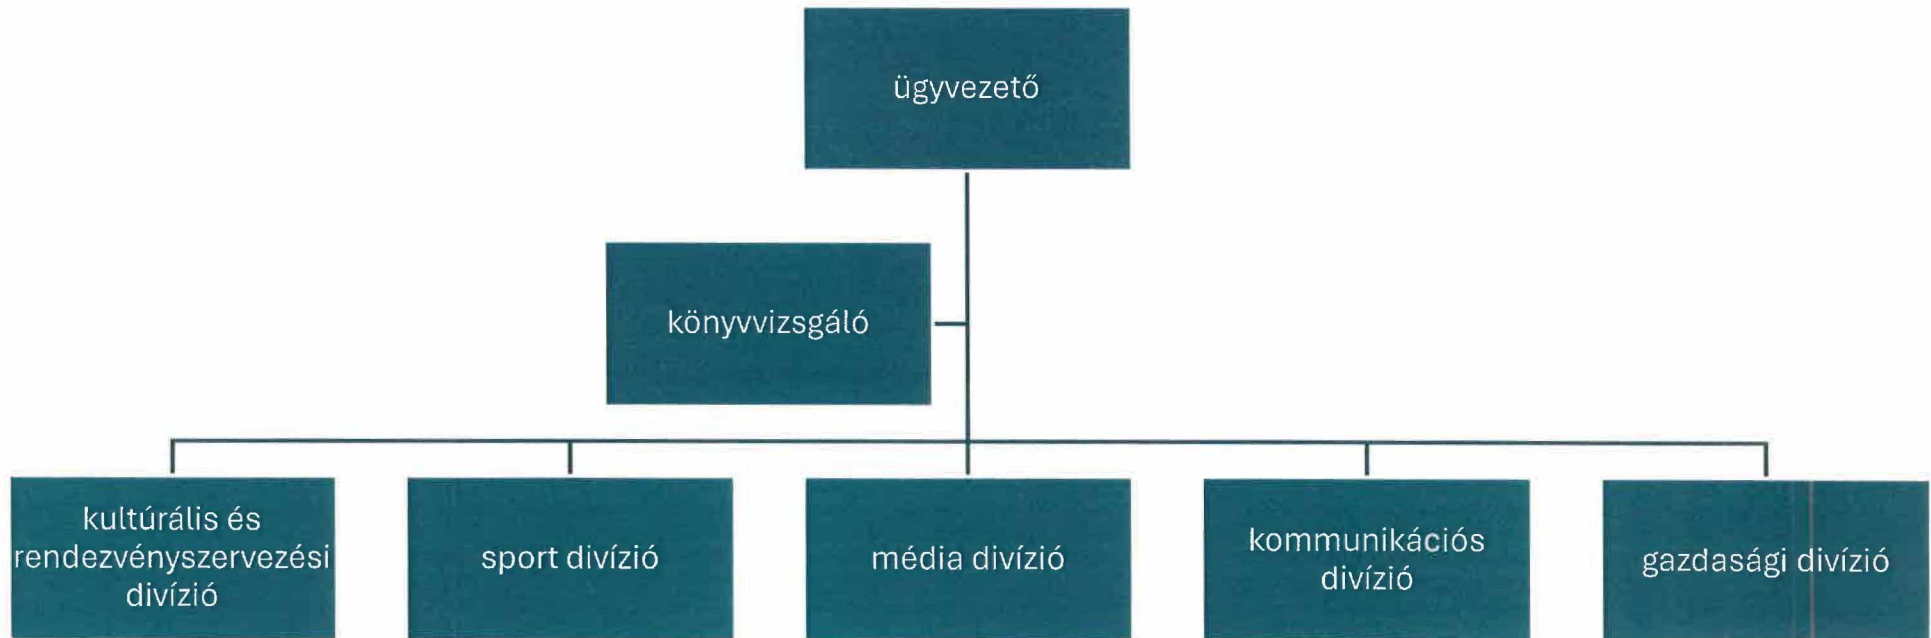 ügyvezető
könyvvizsgáló
kultúrális és
rendezvényszervezési
divízió
sport divízió
média divízió
kommunikációs
divízió
gazdasági divízió